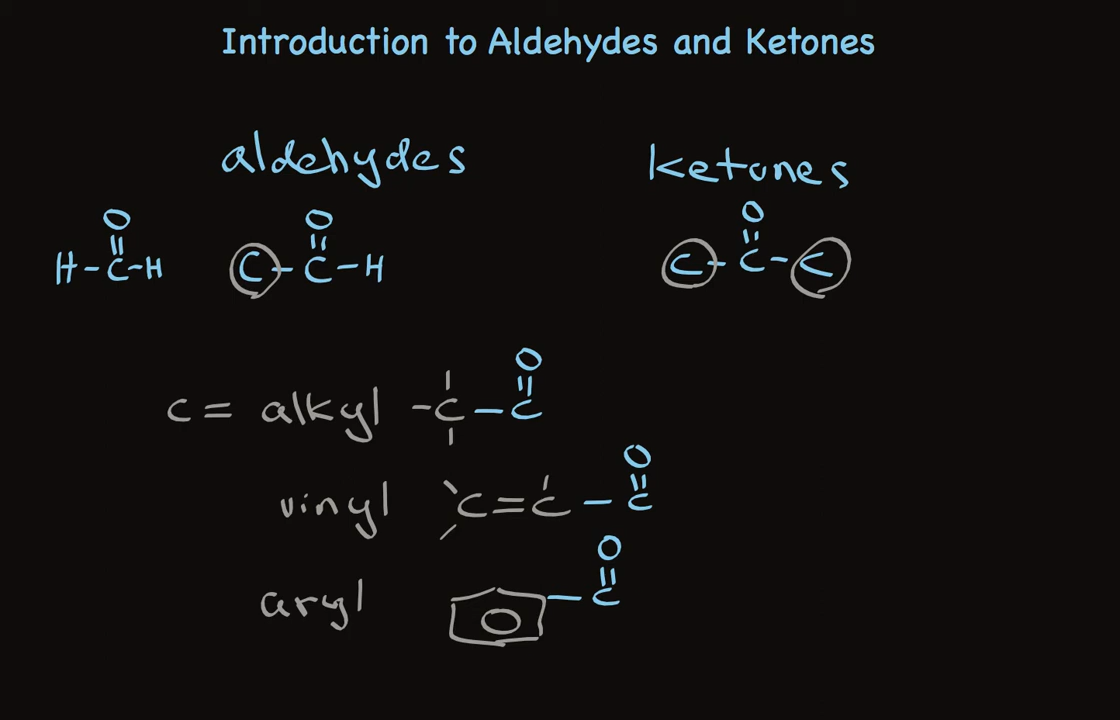 Introduction to Aldehydes and Ketones
aldehydes
ketones
O
H-C-H
O
C-C-H
O
C-C-C
O
c = alkyl -C-C
O
vinyl C=C-C
O
aryl C